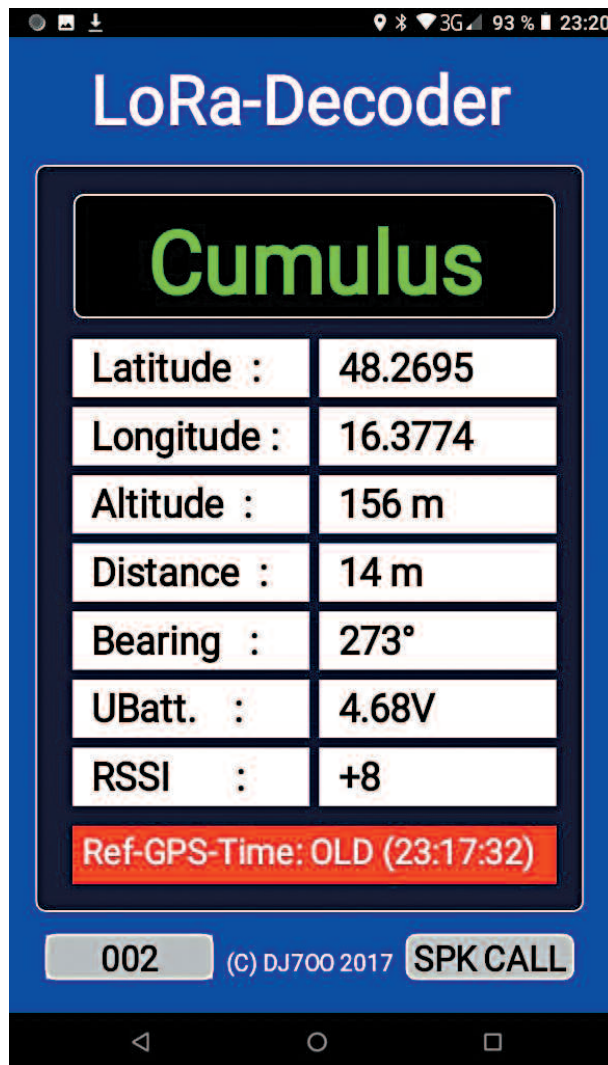 3G 93 % 23:20
LoRa-Decoder
Cumulus
Latitude : 48.2695
Longitude : 16.3774
Altitude : 156 m
Distance : 14 m
Bearing : 273°
UBatt. : 4.68V
RSSI : +8
Ref-GPS-Time: OLD (23:17:32)
002 (C) DJ7OO 2017 SPK CALL